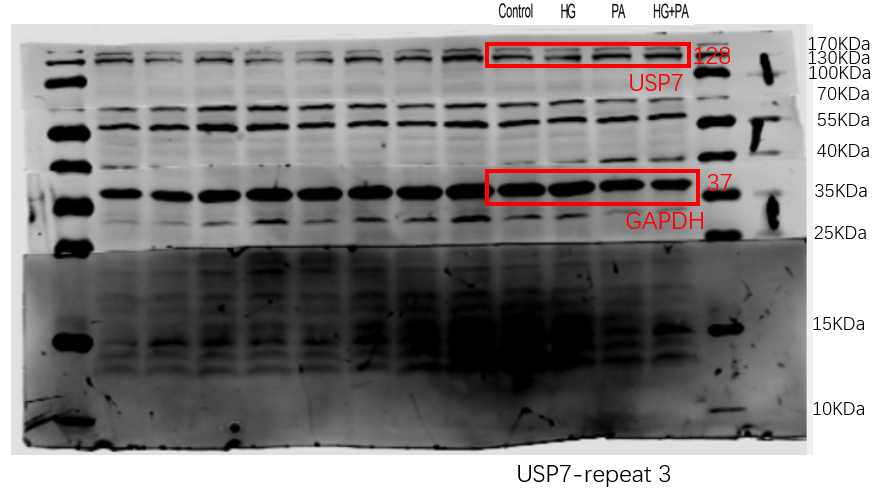 Control HG PA HG+PA
170KDa
128 130KDa
100KDa
USP7
70KDa
55KDa
40KDa
37
35KDa
GAPDH
25KDa
15KDa
10KDa
USP7-repeat 3